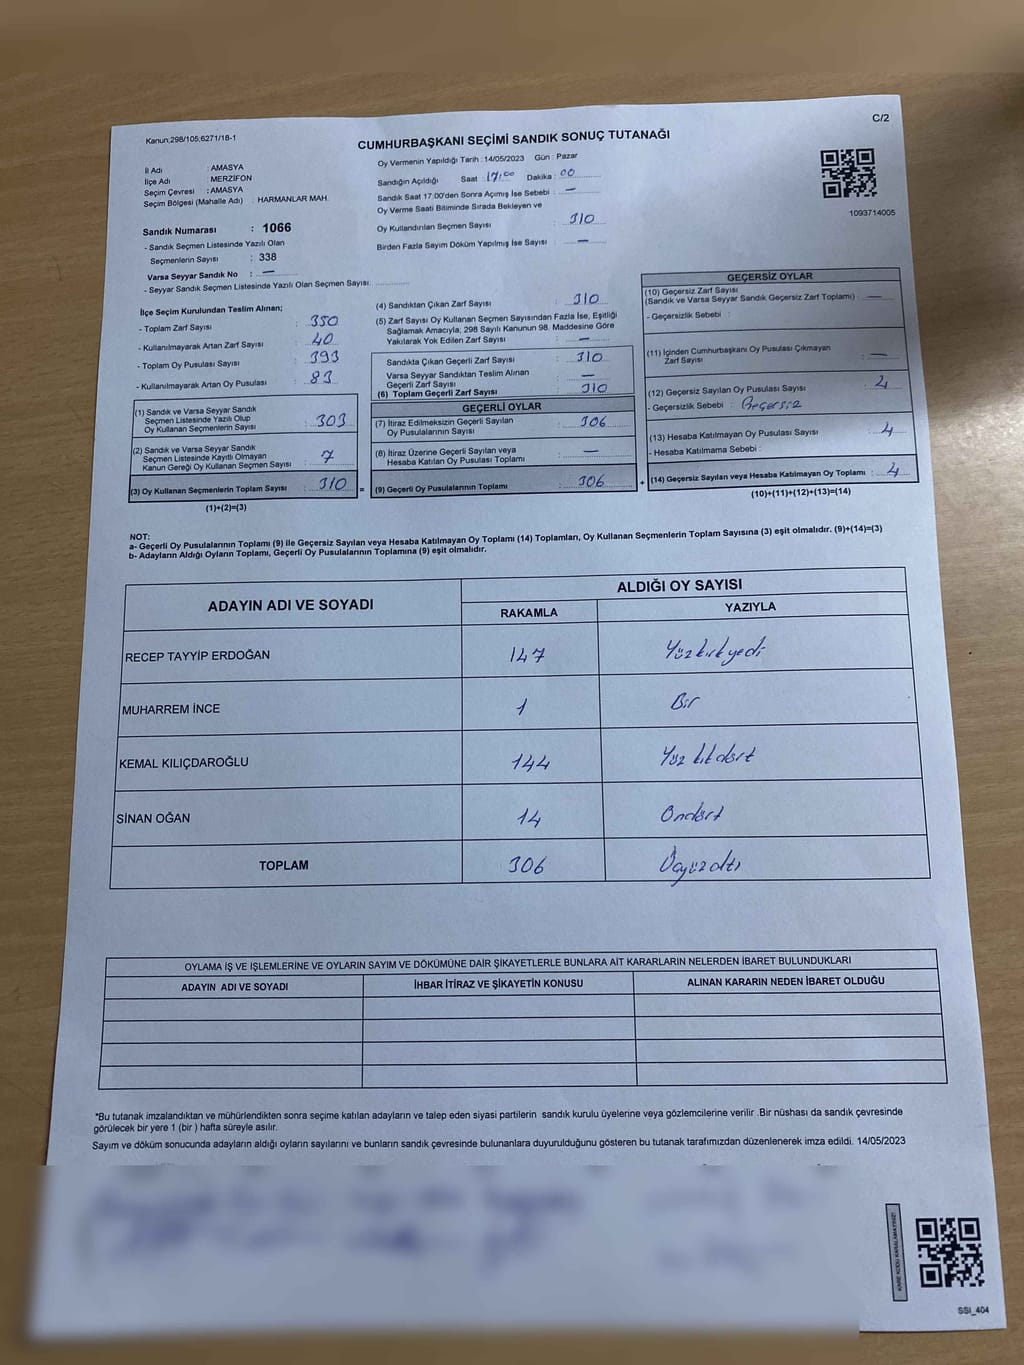 Kanun;298/105;6271/18-1
C/2
CUMHURBAŞKANI SEÇİMİ SANDIK SONUÇ TUTANAĞI
İl Adı : AMASYA
İlçe Adı MERZİFON
Seçim Çevresi : AMASYA
Seçim Bölgesi (Mahalle Adı) : HARMANLAR MAH.
Oy Vermenin Yapıldığı Tarih : 14/05/2023 Gün : Pazar
Sandığın Açıldığı Saat : 17:00 Dakika : 00
Sandık Saat 17.00'den Sonra Açımış İse Sebebi : —
Oy Verme Saati Bitiminde Sırada Bekleyen ve
Oy Kullandırılan Seçmen Sayısı : 310
Birden Fazla Sayım Döküm Yapılmış İse Sayısı : —
1093714005
Sandık Numarası : 1066
- Sandık Seçmen Listesinde Yazılı Olan
Seçmenlerin Sayısı : 338
Varsa Seyyar Sandık No : —
- Seyyar Sandık Seçmen Listesinde Yazılı Olan Seçmen Sayısı
İlçe Seçim Kurulundan Teslim Alınan;
- Toplam Zarf Sayısı : 350
- Kullanılmayarak Artan Zarf Sayısı : 40
- Toplam Oy Pusulası Sayısı : 393
- Kullanılmayarak Artan Oy Pusulası : 83
(1) Sandık ve Varsa Seyyar Sandık
Seçmen Listesinde Yazılı Olup
Oy Kullanan Seçmenlerin Sayısı : 303
(2) Sandık ve Varsa Seyyar Sandık
Seçmen Listesinde Kayıtlı Olmayan
Kanun Gereği Oy Kullanan Seçmen Sayısı : 7
(3) Oy Kullanan Seçmenlerin Toplam Sayısı : 310 =
(1)+(2)=(3)
(4) Sandıktan Çıkan Zarf Sayısı : 310
(5) Zarf Sayısı Oy Kullanan Seçmen Sayısından Fazla İse, Eşitliği
Sağlamak Amacıyla; 298 Sayılı Kanunun 98. Maddesine Göre
Yakılarak Yok Edilen Zarf Sayısı : —
Sandıkta Çıkan Geçerli Zarf Sayısı : 310
Varsa Seyyar Sandıktan Teslim Alınan
Geçerli Zarf Sayısı : —
(6) Toplam Geçerli Zarf Sayısı : 310
GEÇERLİ OYLAR
(7) İtiraz Edilmeksizin Geçerli Sayılan
Oy Pusulalarının Sayısı : 306
(8) İtiraz Üzerine Geçerli Sayılan veya
Hesaba Katılan Oy Pusulası Toplamı : —
(9) Geçerli Oy Pusulalarının Toplamı : 306 +
GEÇERSİZ OYLAR
(10) Geçersiz Zarf Sayısı
(Sandık ve Varsa Seyyar Sandık Geçersiz Zarf Toplamı) : —
- Geçersizlik Sebebi :
(11) İçinden Cumhurbaşkanı Oy Pusulası Çıkmayan
Zarf Sayısı : —
(12) Geçersiz Sayılan Oy Pusulası Sayısı : 4
- Geçersizlik Sebebi : Geçersiz
(13) Hesaba Katılmayan Oy Pusulası Sayısı : 4
- Hesaba Katılmama Sebebi :
(14) Geçersiz Sayılan veya Hesaba Katılmayan Oy Toplamı : 4
(10)+(11)+(12)+(13)=(14)
NOT:
a- Geçerli Oy Pusulalarının Toplamı (9) ile Geçersiz Sayılan veya Hesaba Katılmayan Oy Toplamı (14) Toplamları, Oy Kullanan Seçmenlerin Toplam Sayısına (3) eşit olmalıdır. (9)+(14)=(3)
b- Adayların Aldığı Oyların Toplamı, Geçerli Oy Pusulalarının Toplamına (9) eşit olmalıdır.
ADAYIN ADI VE SOYADI ALDIĞI OY SAYISI
RAKAMLA YAZIYLA
RECEP TAYYİP ERDOĞAN 147 Yüzkırkyedi
MUHARREM İNCE 1 Bir
KEMAL KILIÇDAROĞLU 144 Yüz kıkdört
SİNAN OĞAN 14 Ondört
TOPLAM 306 Üçyüzaltı
OYLAMA İŞ VE İŞLEMLERİNE VE OYLARIN SAYIM VE DÖKÜMÜNE DAİR ŞİKAYETLERLE BUNLARA AİT KARARLARIN NELERDEN İBARET BULUNDUKLARI
ADAYIN ADI VE SOYADI İHBAR İTİRAZ VE ŞİKAYETİN KONUSU ALINAN KARARIN NEDEN İBARET OLDUĞU
*Bu tutanak imzalandıktan ve mühürlendikten sonra seçime katılan adayların ve talep eden siyasi partilerin sandık kurulu üyelerine veya gözlemcilerine verilir .Bir nüshası da sandık çevresinde
görülecek bir yere 1 (bir ) hafta süreyle asılır.
Sayım ve döküm sonucunda adayların aldığı oyların sayılarını ve bunların sandık çevresinde bulunanlara duyurulduğunu gösteren bu tutanak tarafımızdan düzenlenerek imza edildi. 14/05/2023
KARE KODU KARALAMAYINIZ!
SSI_404